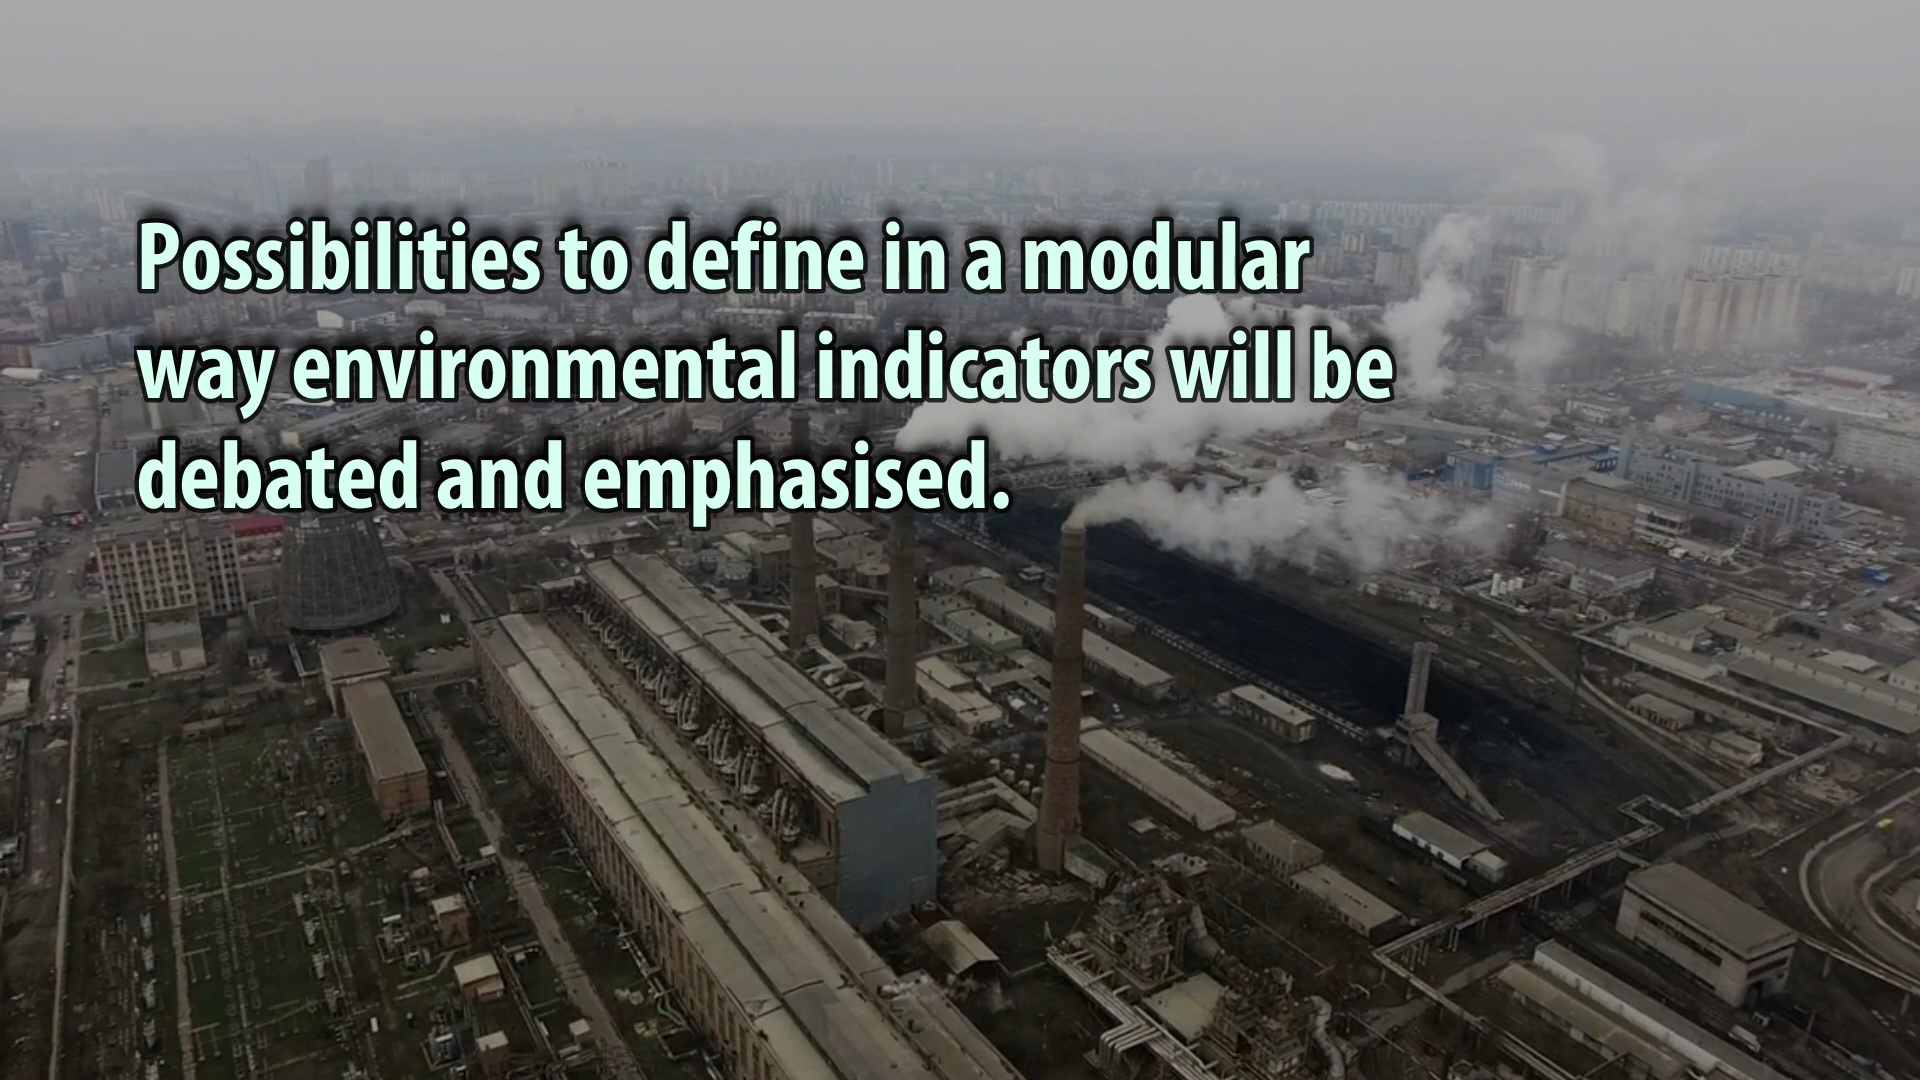 Possibilities to define in a modular
way environmental indicators will be
debated and emphasised.